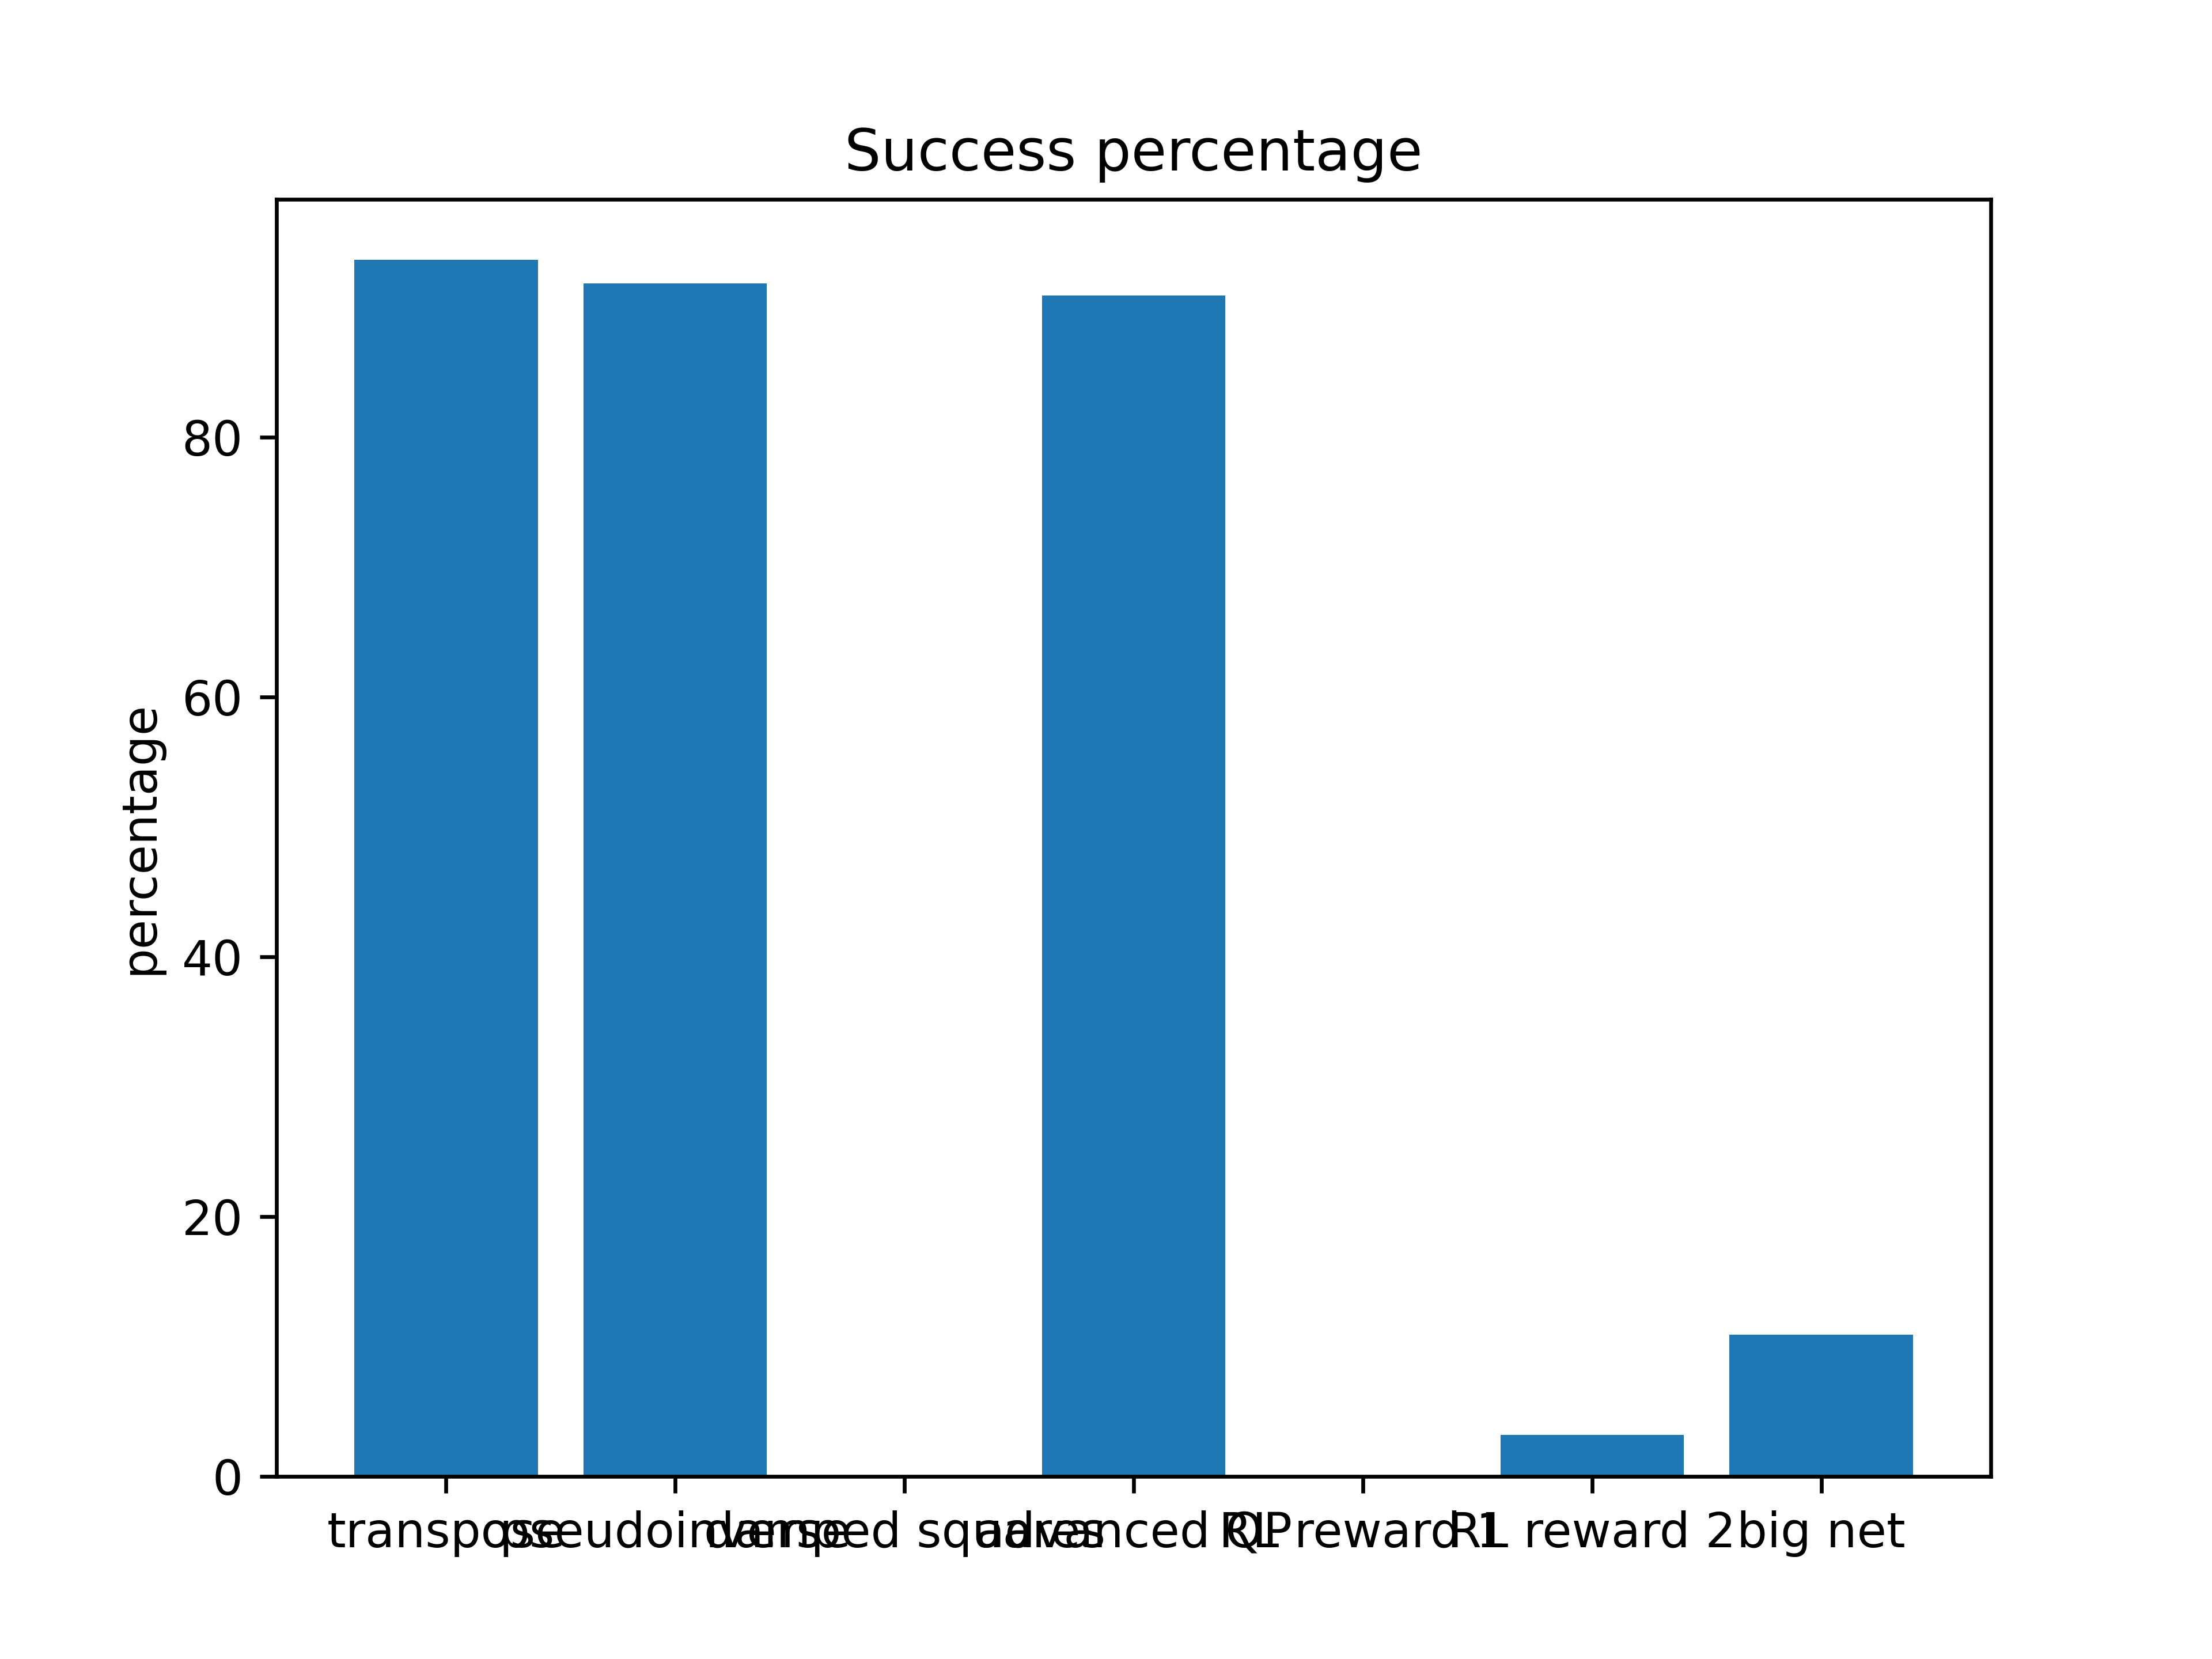 Success percentage
percentage
80
60
40
20
0
transpose pseudoinverse damped squares advanced QP RL reward 1 RL reward 2 big net